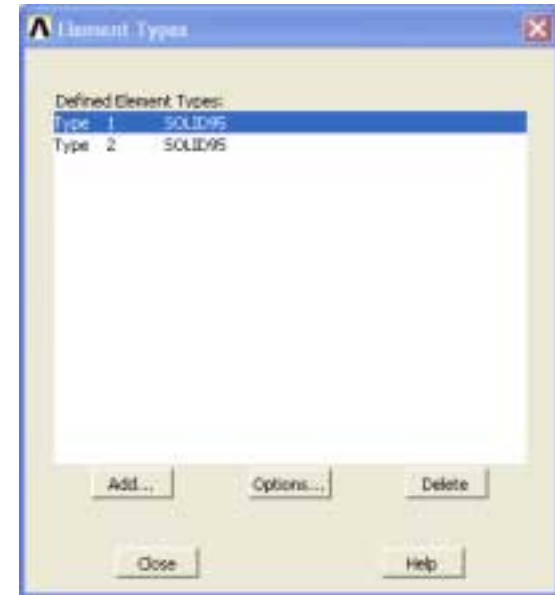 Element Types
Defined Element Types:
Type 1 SOLID95
Type 2 SOLID95
Add... Options... Delete
Close Help